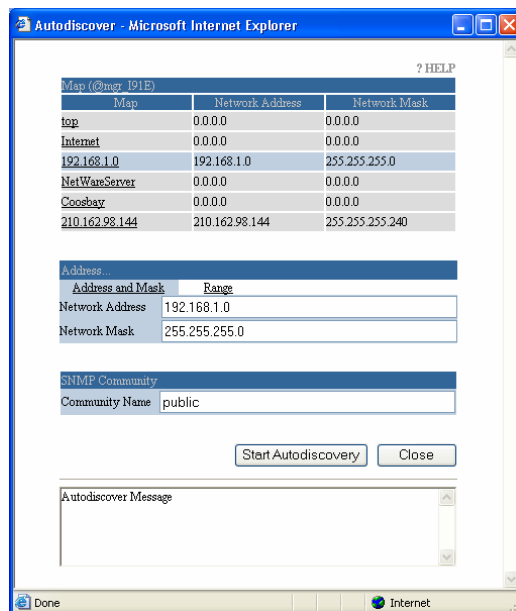 Autodiscover - Microsoft Internet Explorer
? HELP
Map (@mgr_I91E)
Map Network Address Network Mask
top 0.0.0.0 0.0.0.0
Internet 0.0.0.0 0.0.0.0
192.168.1.0 192.168.1.0 255.255.255.0
NetWareServer 0.0.0.0 0.0.0.0
Coosbay 0.0.0.0 0.0.0.0
210.162.98.144 210.162.98.144 255.255.255.240
Address...
Address and Mask Range
Network Address 192.168.1.0
Network Mask 255.255.255.0
SNMP Community
Community Name public
Start Autodiscovery Close
Autodiscover Message
Done Internet